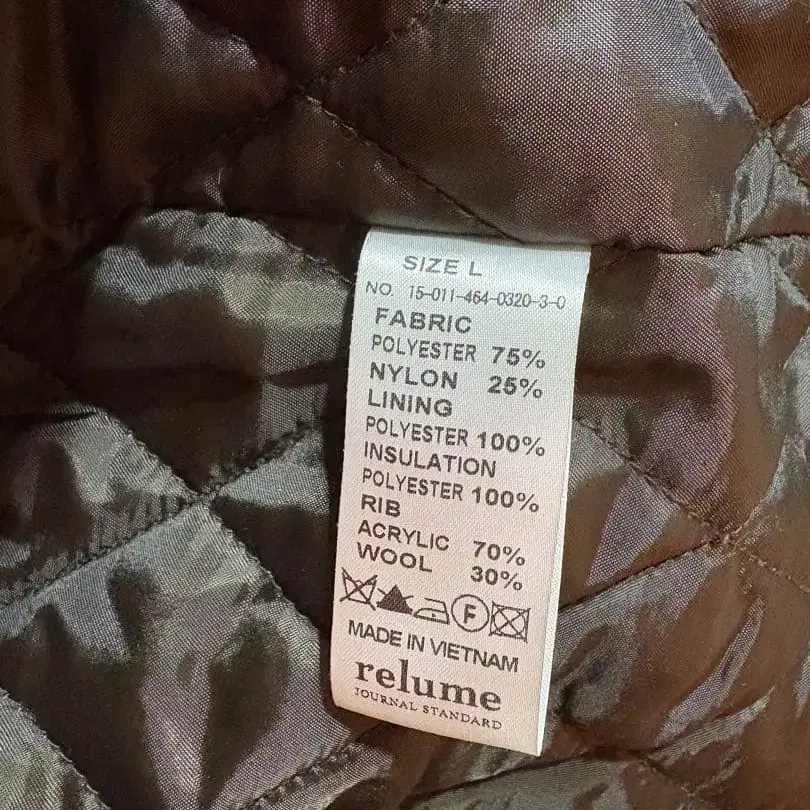 SIZE L
NO. 15-011-464-0320-3-0
FABRIC
POLYESTER 75%
NYLON 25%
LINING
POLYESTER 100%
INSULATION
POLYESTER 100%
RIB
ACRYLIC 70%
WOOL 30%
F
MADE IN VIETNAM
relume
JOURNAL STANDARD